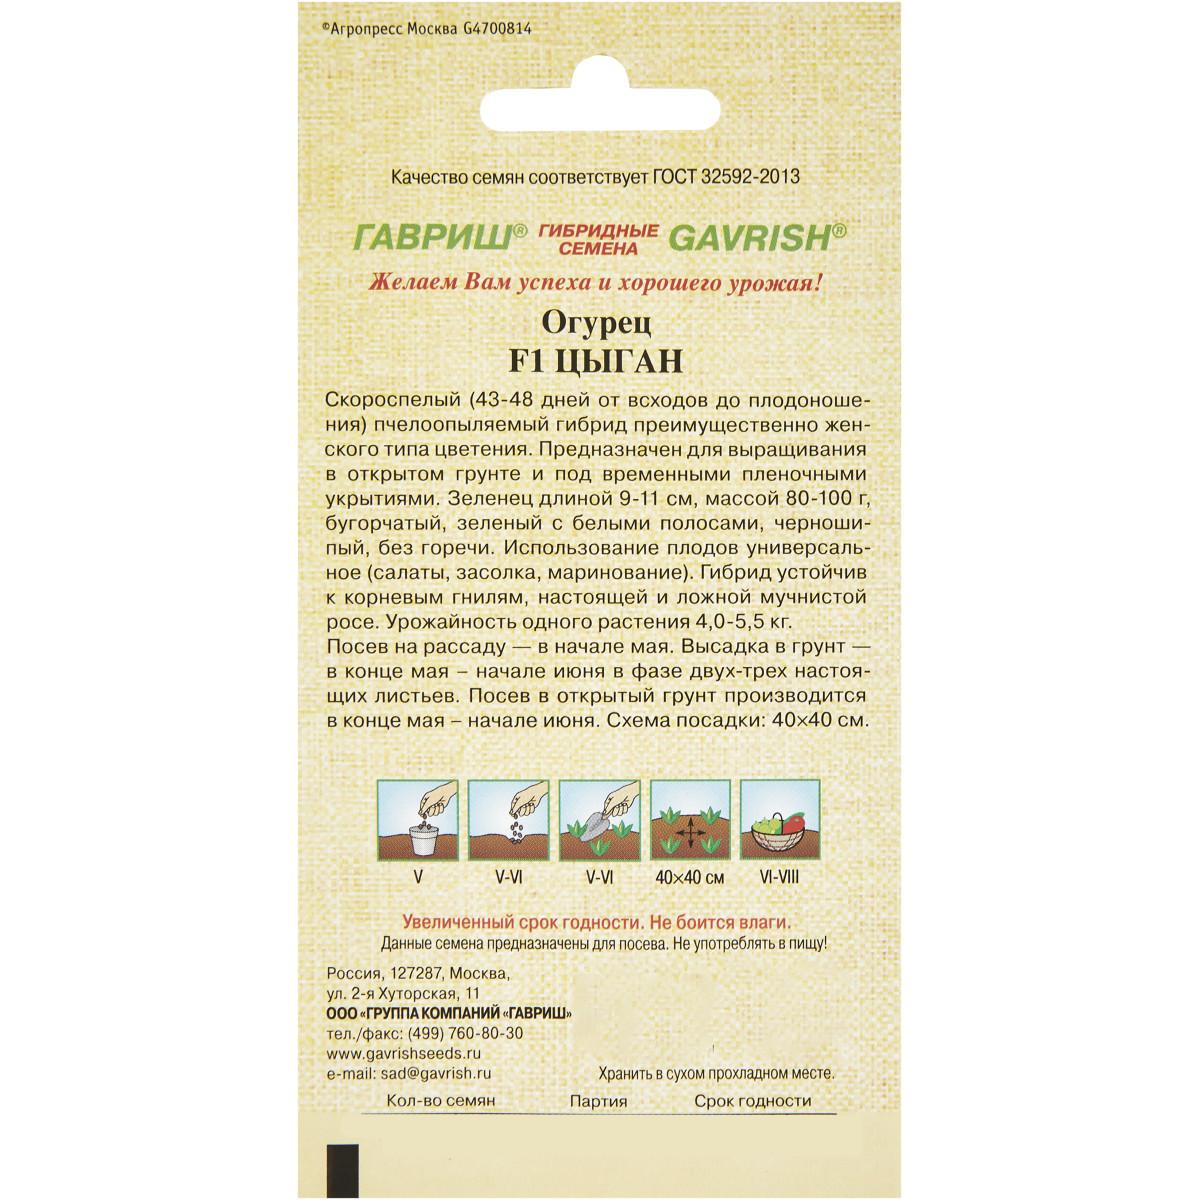 ©Агропресс Москва G4700814
Качество семян соответствует ГОСТ 32592-2013
ГАВРИШ® ГИБРИДНЫЕ СЕМЕНА GAVRISH®
Желаем Вам успеха и хорошего урожая!
Огурец
F1 ЦЫГАН
Скороспелый (43-48 дней от всходов до плодоноше-
ния) пчелоопыляемый гибрид преимущественно жен-
ского типа цветения. Предназначен для выращивания
в открытом грунте и под временными пленочными
укрытиями. Зеленец длиной 9-11 см, массой 80-100 г,
бугорчатый, зеленый с белыми полосами, черноши-
пый, без горечи. Использование плодов универсаль-
ное (салаты, засолка, маринование). Гибрид устойчив
к корневым гнилям, настоящей и ложной мучнистой
росе. Урожайность одного растения 4,0-5,5 кг.
Посев на рассаду — в начале мая. Высадка в грунт —
в конце мая – начале июня в фазе двух-трех настоя-
щих листьев. Посев в открытый грунт производится
в конце мая – начале июня. Схема посадки: 40×40 см.
V V-VI V-VI 40×40 см VI-VIII
Увеличенный срок годности. Не боится влаги.
Данные семена предназначены для посева. Не употреблять в пищу!
Россия, 127287, Москва,
ул. 2-я Хуторская, 11
ООО «ГРУППА КОМПАНИЙ «ГАВРИШ»
тел./факс: (499) 760-80-30
www.gavrishseeds.ru
e-mail: sad@gavrish.ru Хранить в сухом прохладном месте.
Кол-во семян Партия Срок годности